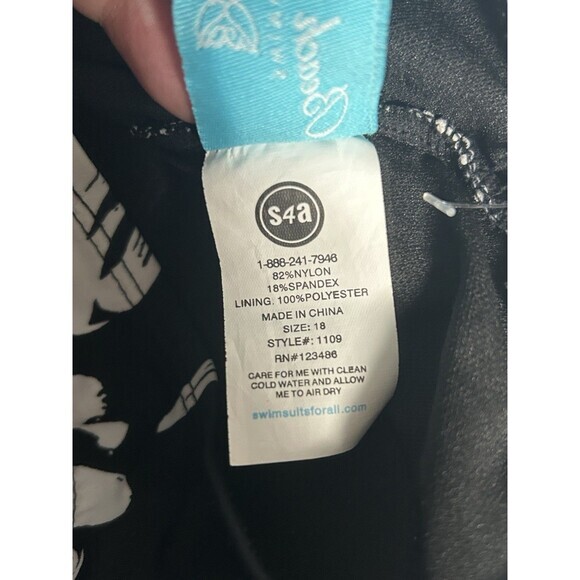 SWIM
s4a
1-888-241-7946
82%NYLON
18%SPANDEX
LINING: 100%POLYESTER
MADE IN CHINA
SIZE: 18
STYLE#: 1109
RN#123486
CARE FOR ME WITH CLEAN
COLD WATER AND ALLOW
ME TO AIR DRY
swimsuitsforall.com